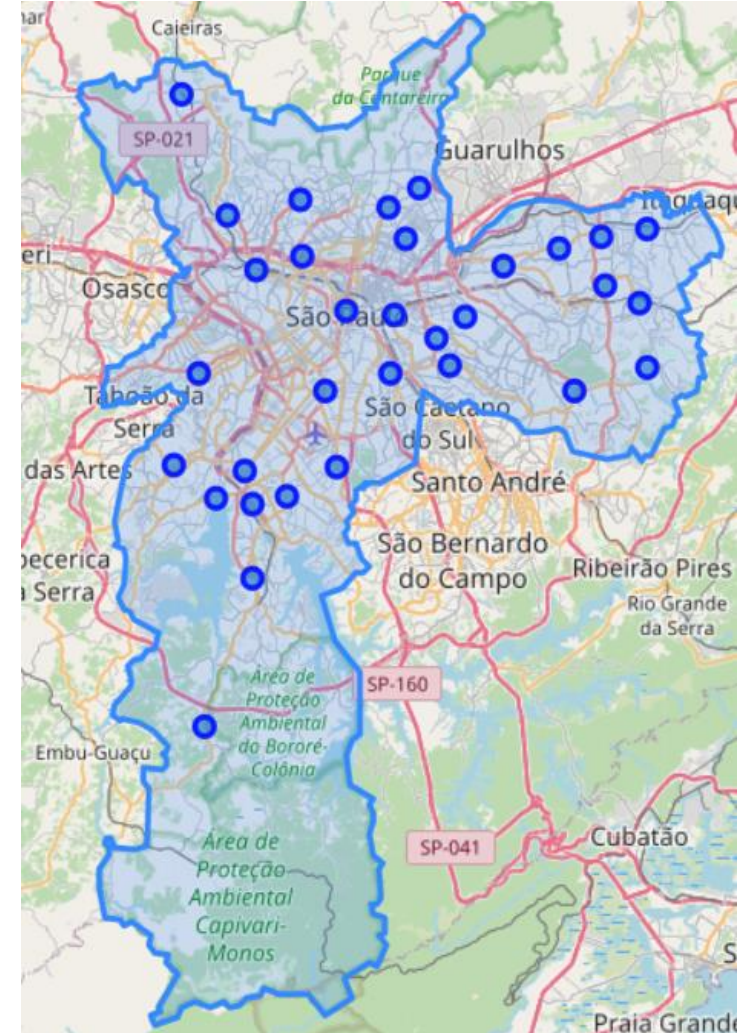 Caieiras
Parque
da Cantareira
SP-021
Guarulhos
Osasco
São Paulo
Taboão da
Serra
São Caetano
do Sul
das Artes
Santo André
São Bernardo
do Campo
Ribeirão Pires
a Serra
Rio Grande
da Serra
Área de
Proteção
Ambiental
do Bororé-
Colônia
SP-160
Embu-Guaçu
SP-041
Cubatão
Área de
Proteção
Ambiental
Capivari-
Monos
Praia Grande